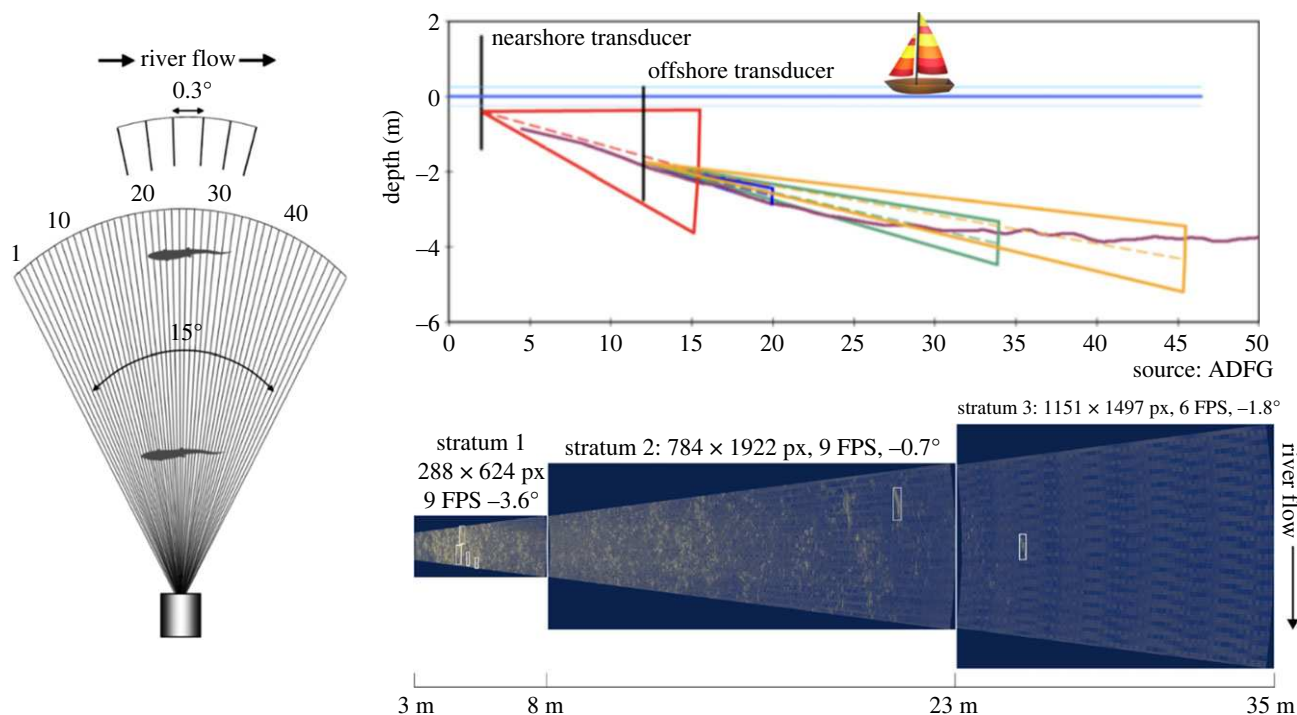 river flow
0.3°
20
30
10
40
1
15°
nearshore transducer
offshore transducer
2
0
–2
–4
–6
depth (m)
0 5 10 15 20 25 30 35 40 45 50
source: ADFG
stratum 1
288 × 624 px
9 FPS –3.6°
stratum 2: 784 × 1922 px, 9 FPS, –0.7°
stratum 3: 1151 × 1497 px, 6 FPS, –1.8°
river flow
3 m 8 m 23 m 35 m